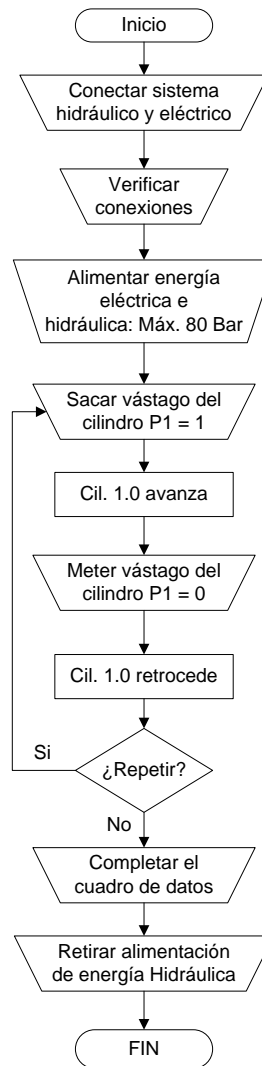 Inicio
Conectar sistema
hidráulico y eléctrico
Verificar
conexiones
Alimentar energía
eléctrica e
hidráulica: Máx. 80 Bar
Sacar vástago del
cilindro P1 = 1
Cil. 1.0 avanza
Meter vástago del
cilindro P1 = 0
Cil. 1.0 retrocede
Si
¿Repetir?
No
Completar el
cuadro de datos
Retirar alimentación
de energía Hidráulica
FIN